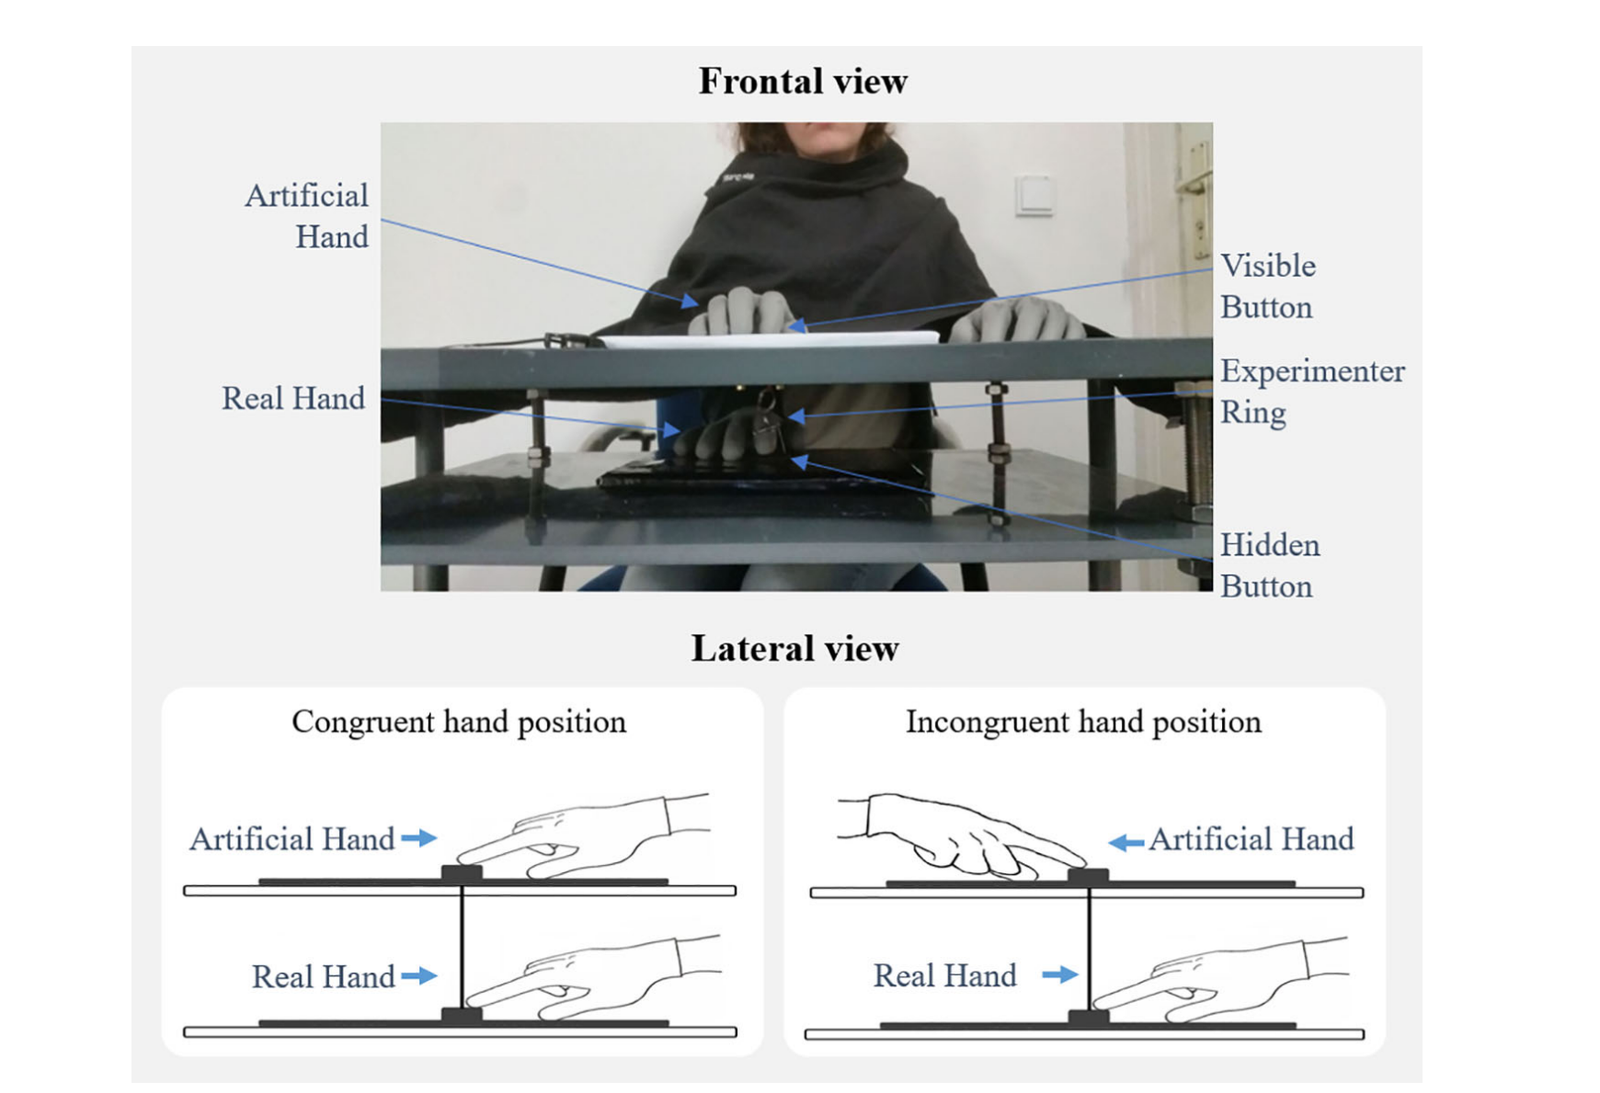 Frontal view
Artificial
Hand
Visible
Button
Real Hand
Experimenter
Ring
Hidden
Button
Lateral view
Congruent hand position
Artificial Hand
Real Hand
Incongruent hand position
Artificial Hand
Real Hand